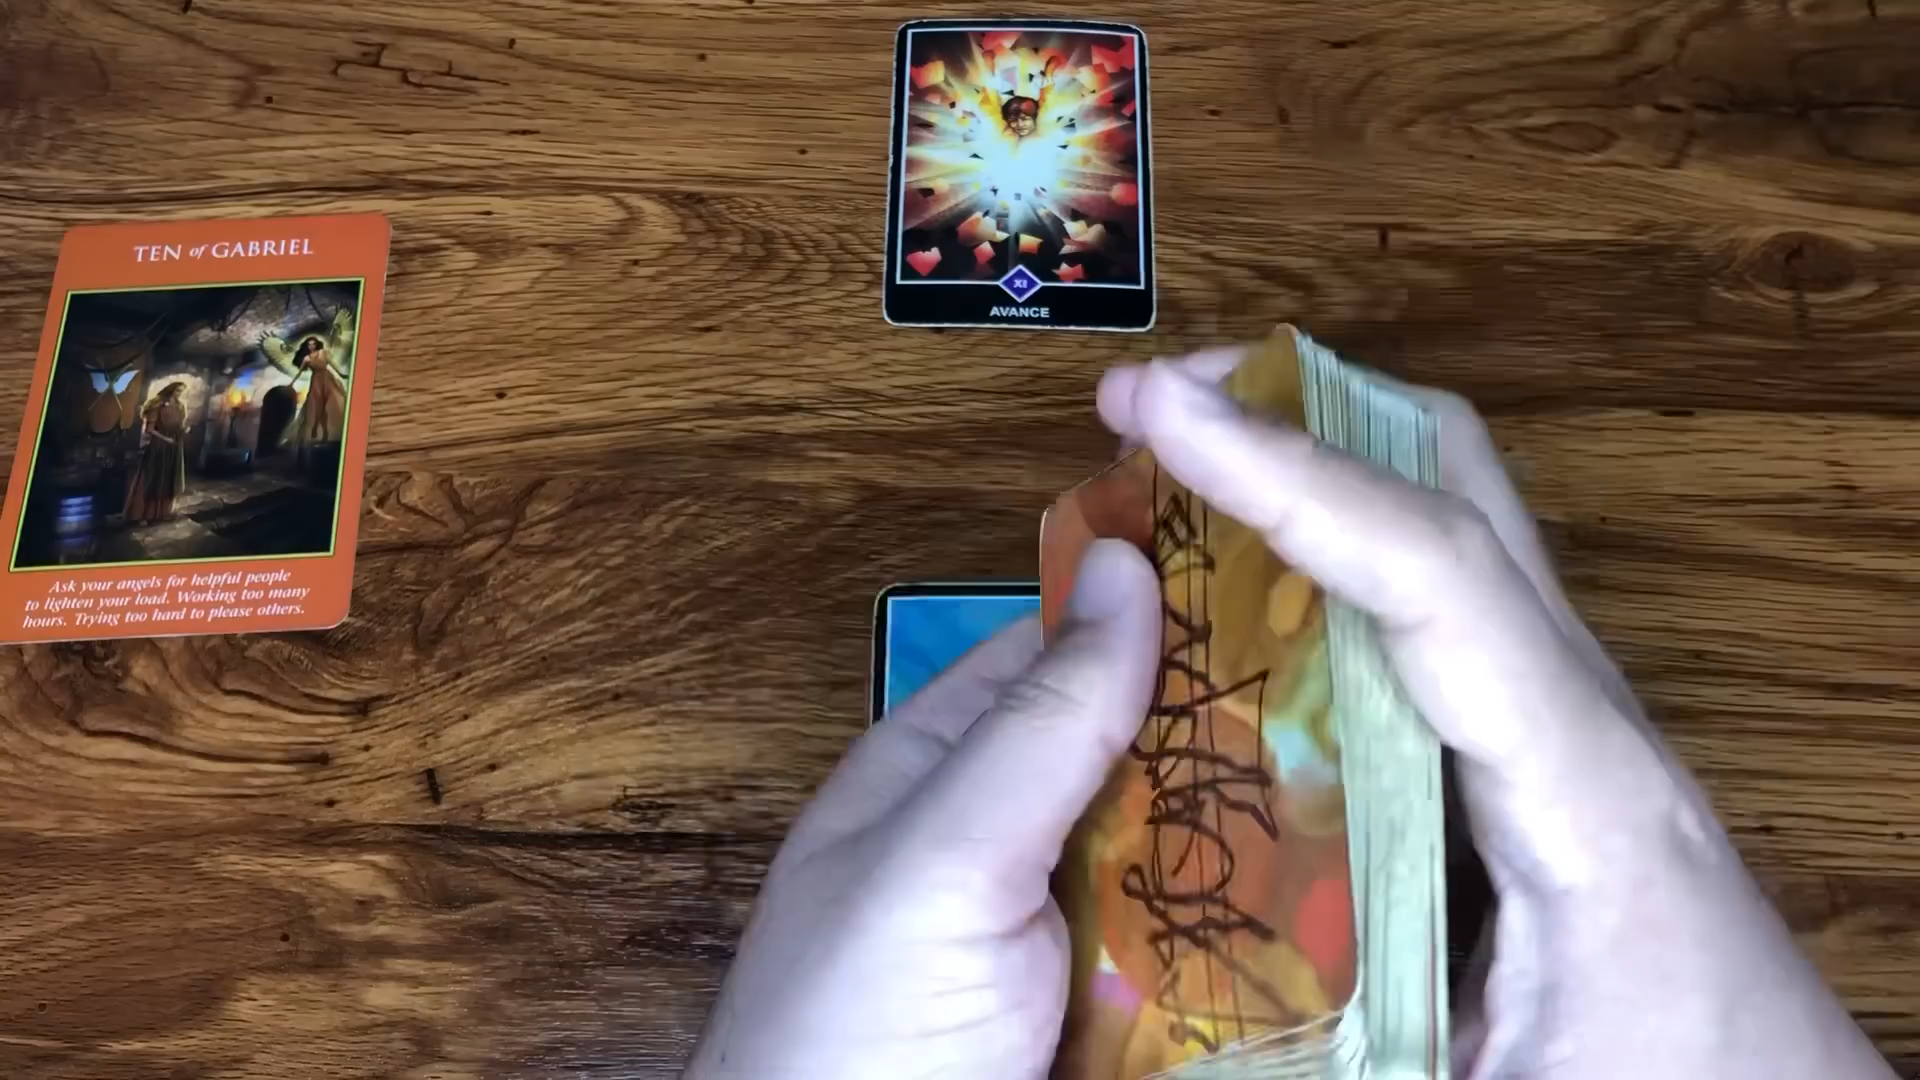 TEN of GABRIEL
Ask your angels for helpful people
to lighten your load. Working too many
hours. Trying too hard to please others.
XI
AVANCE